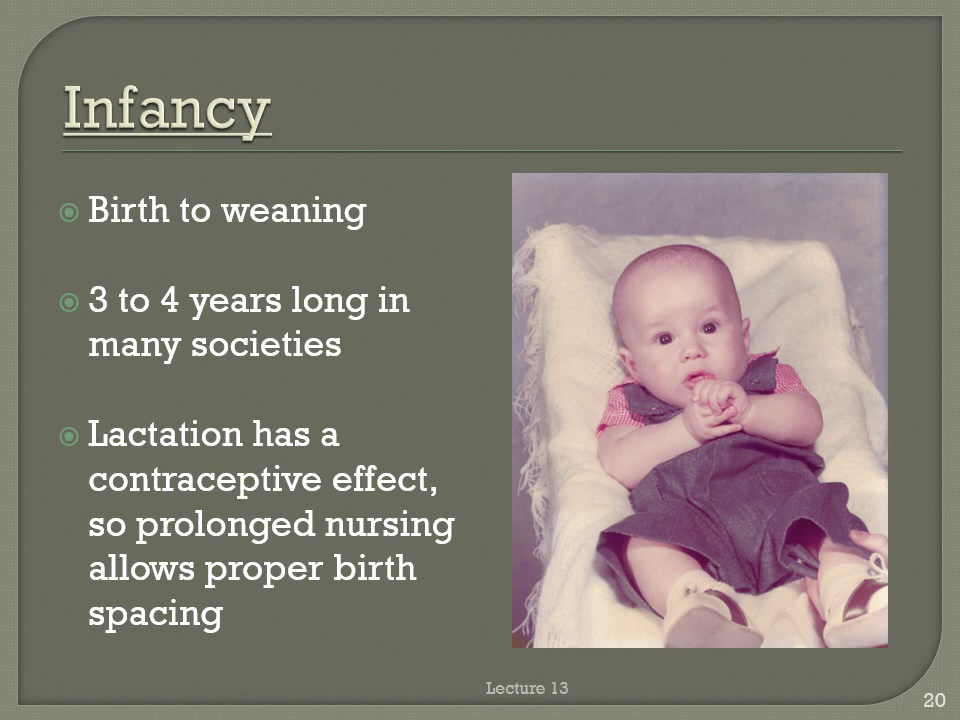 Infancy
Birth to weaning
3 to 4 years long in
many societies
Lactation has a
contraceptive effect,
so prolonged nursing
allows proper birth
spacing
Lecture 13
20